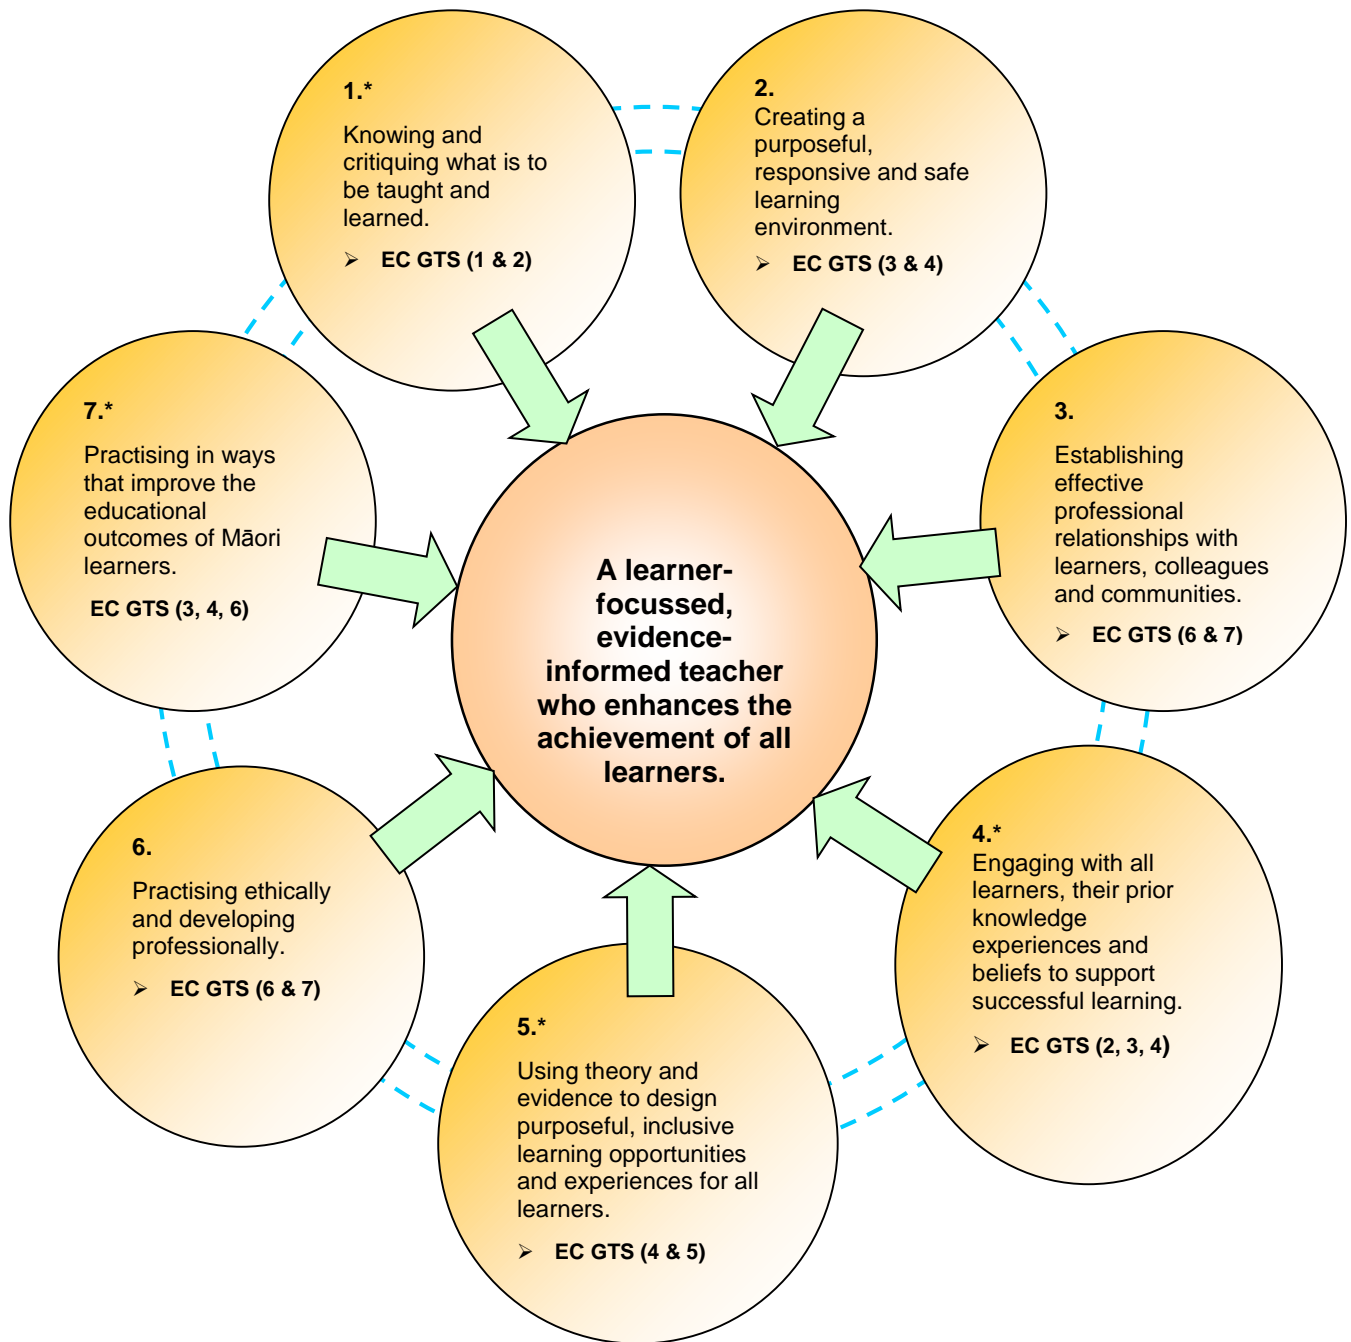 1.*
Knowing and
critiquing what is to
be taught and
learned.
➢ EC GTS (1 & 2)
2.
Creating a
purposeful,
responsive and safe
learning
environment.
➢ EC GTS (3 & 4)
3.
Establishing
effective
professional
relationships with
learners, colleagues
and communities.
➢ EC GTS (6 & 7)
4.*
Engaging with all
learners, their prior
knowledge
experiences and
beliefs to support
successful learning.
➢ EC GTS (2, 3, 4)
5.*
Using theory and
evidence to design
purposeful, inclusive
learning opportunities
and experiences for all
learners.
➢ EC GTS (4 & 5)
6.
Practising ethically
and developing
professionally.
➢ EC GTS (6 & 7)
7.*
Practising in ways
that improve the
educational
outcomes of Māori
learners.
EC GTS (3, 4, 6)
A learner-
focussed,
evidence-
informed teacher
who enhances the
achievement of all
learners.